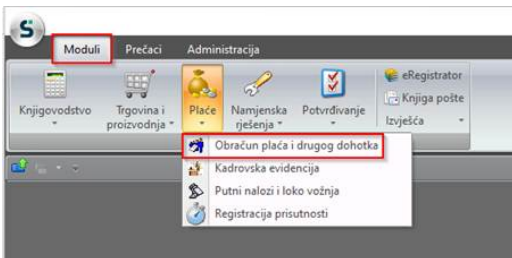 S
Moduli Prečaci Administracija
Knjigovodstvo Trgovina i proizvodnja Plaće Namjenska rješenja Potvrđivanje eRegistrator
Knjiga pošte
Izvješća
Obračun plaća i drugog dohotka
Kadrovska evidencija
Putni nalozi i loko vožnja
Registracija prisutnosti